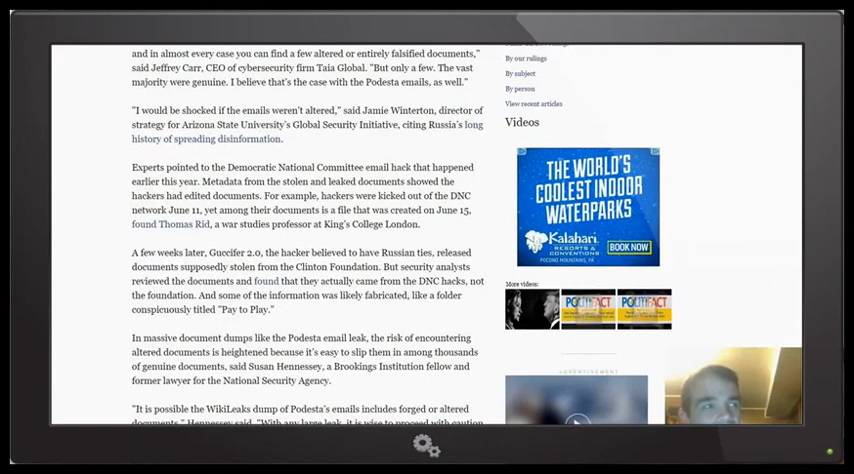 and in almost every case you can find a few altered or entirely falsified documents,"
said Jeffrey Carr, CEO of cybersecurity firm Taia Global. "But only a few. The vast
majority were genuine. I believe that's the case with the Podesta emails, as well."
"I would be shocked if the emails weren't altered," said Jamie Winterton, director of
strategy for Arizona State University's Global Security Initiative, citing Russia's long
history of spreading disinformation.
Experts pointed to the Democratic National Committee email hack that happened
earlier this year. Metadata from the stolen and leaked documents showed the
hackers had edited documents. For example, hackers were kicked out of the DNC
network June 11, yet among their documents is a file that was created on June 15,
found Thomas Rid, a war studies professor at King's College London.
A few weeks later, Guccifer 2.0, the hacker believed to have Russian ties, released
documents supposedly stolen from the Clinton Foundation. But security analysts
reviewed the documents and found that they actually came from the DNC hacks, not
the foundation. And some of the information was likely fabricated, like a folder
conspicuously titled "Pay to Play."
In massive document dumps like the Podesta email leak, the risk of encountering
altered documents is heightened because it's easy to slip them in among thousands
of genuine documents, said Susan Hennessey, a Brookings Institution fellow and
former lawyer for the National Security Agency.
"It is possible the WikiLeaks dump of Podesta's emails includes forged or altered
documents," Hennessey said. "With any large leak, it is wise to proceed with caution
By our rulings
By subject
By person
View recent articles
Videos
THE WORLD'S
COOLEST INDOOR
WATERPARKS
Kalahari
RESORTS &
CONVENTIONS
POCONO MOUNTAINS, PA
BOOK NOW
More videos:
POLITIFACT
POLITIFACT
ADVERTISEMENT